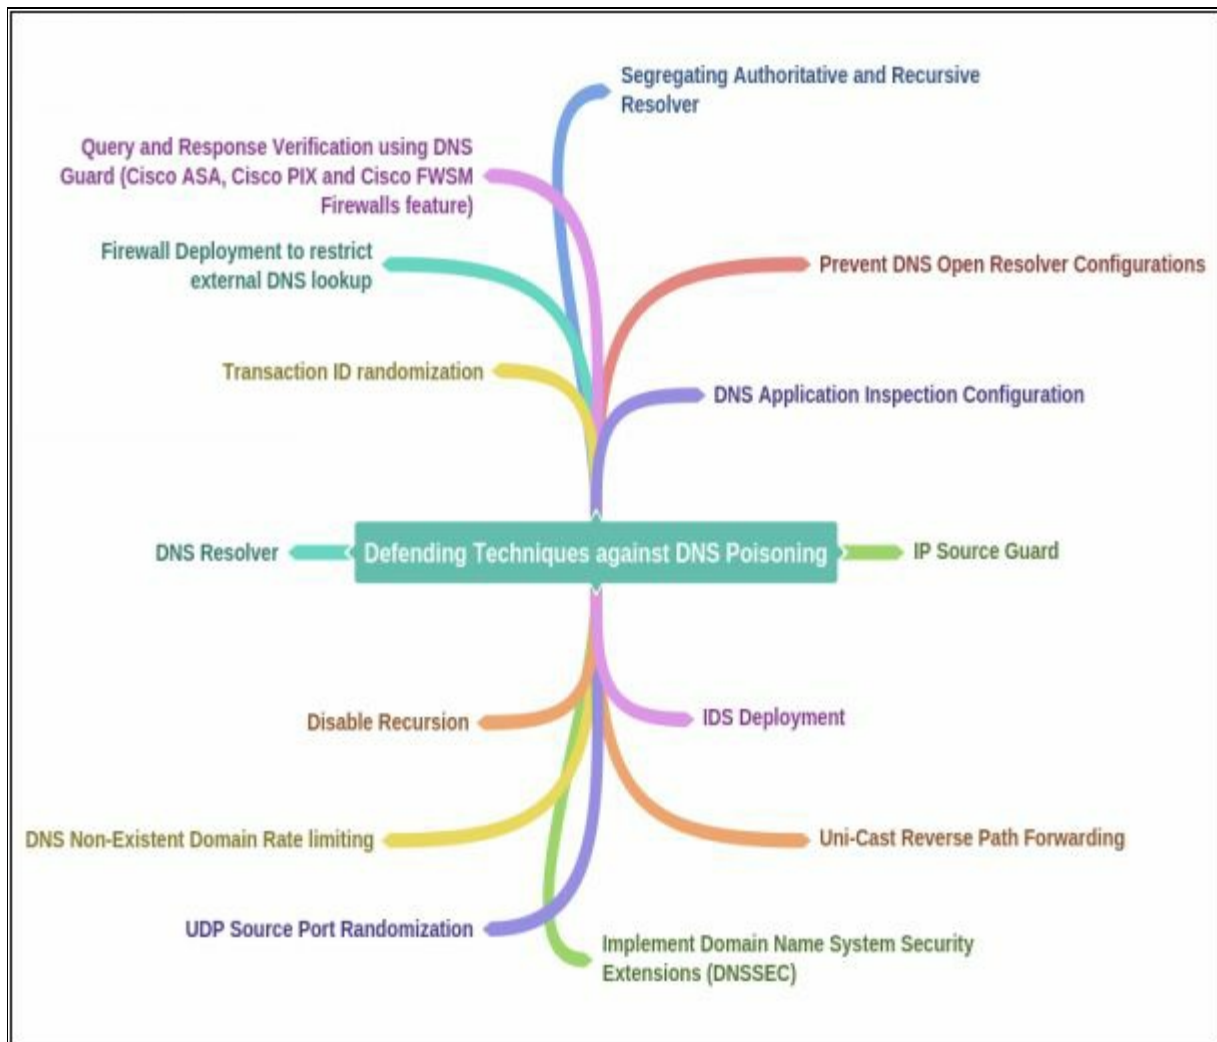 Segregating Authoritative and Recursive
Resolver
Query and Response Verification using DNS
Guard (Cisco ASA, Cisco PIX and Cisco FWSM
Firewalls feature)
Firewall Deployment to restrict
external DNS lookup
Prevent DNS Open Resolver Configurations
Transaction ID randomization
DNS Application Inspection Configuration
DNS Resolver
Defending Techniques against DNS Poisoning
IP Source Guard
Disable Recursion
IDS Deployment
DNS Non-Existent Domain Rate limiting
Uni-Cast Reverse Path Forwarding
UDP Source Port Randomization
Implement Domain Name System Security
Extensions (DNSSEC)